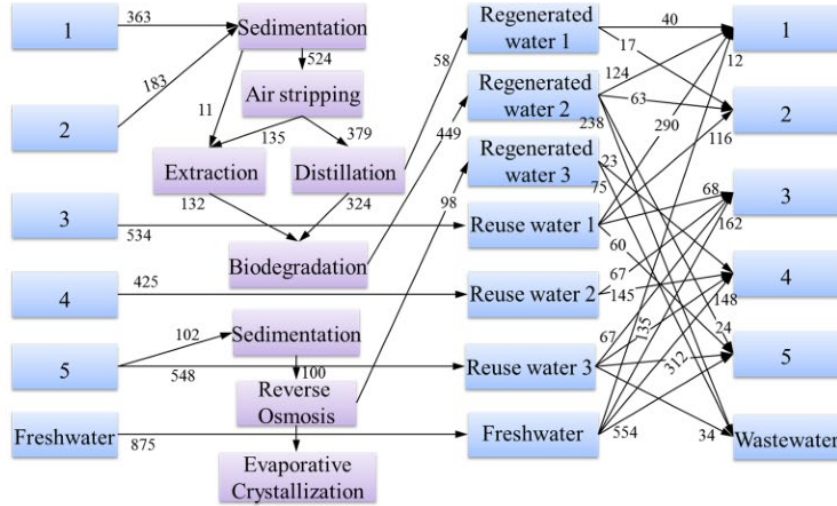 1
363
Sedimentation
183
524
2
11
Air stripping
135
379
Extraction
Distillation
132
324
58
449
98
3
534
Biodegradation
4
425
Sedimentation
102
5
548
100
Reverse
Osmosis
Freshwater
875
Evaporative
Crystallization
Regenerated
water 1
Regenerated
water 2
Regenerated
water 3
Reuse water 1
Reuse water 2
Reuse water 3
Freshwater
40
17
12
124
63
238
290
116
23
75
68
60
162
67
145
148
67
135
24
312
554
34
1
2
3
4
5
Wastewater